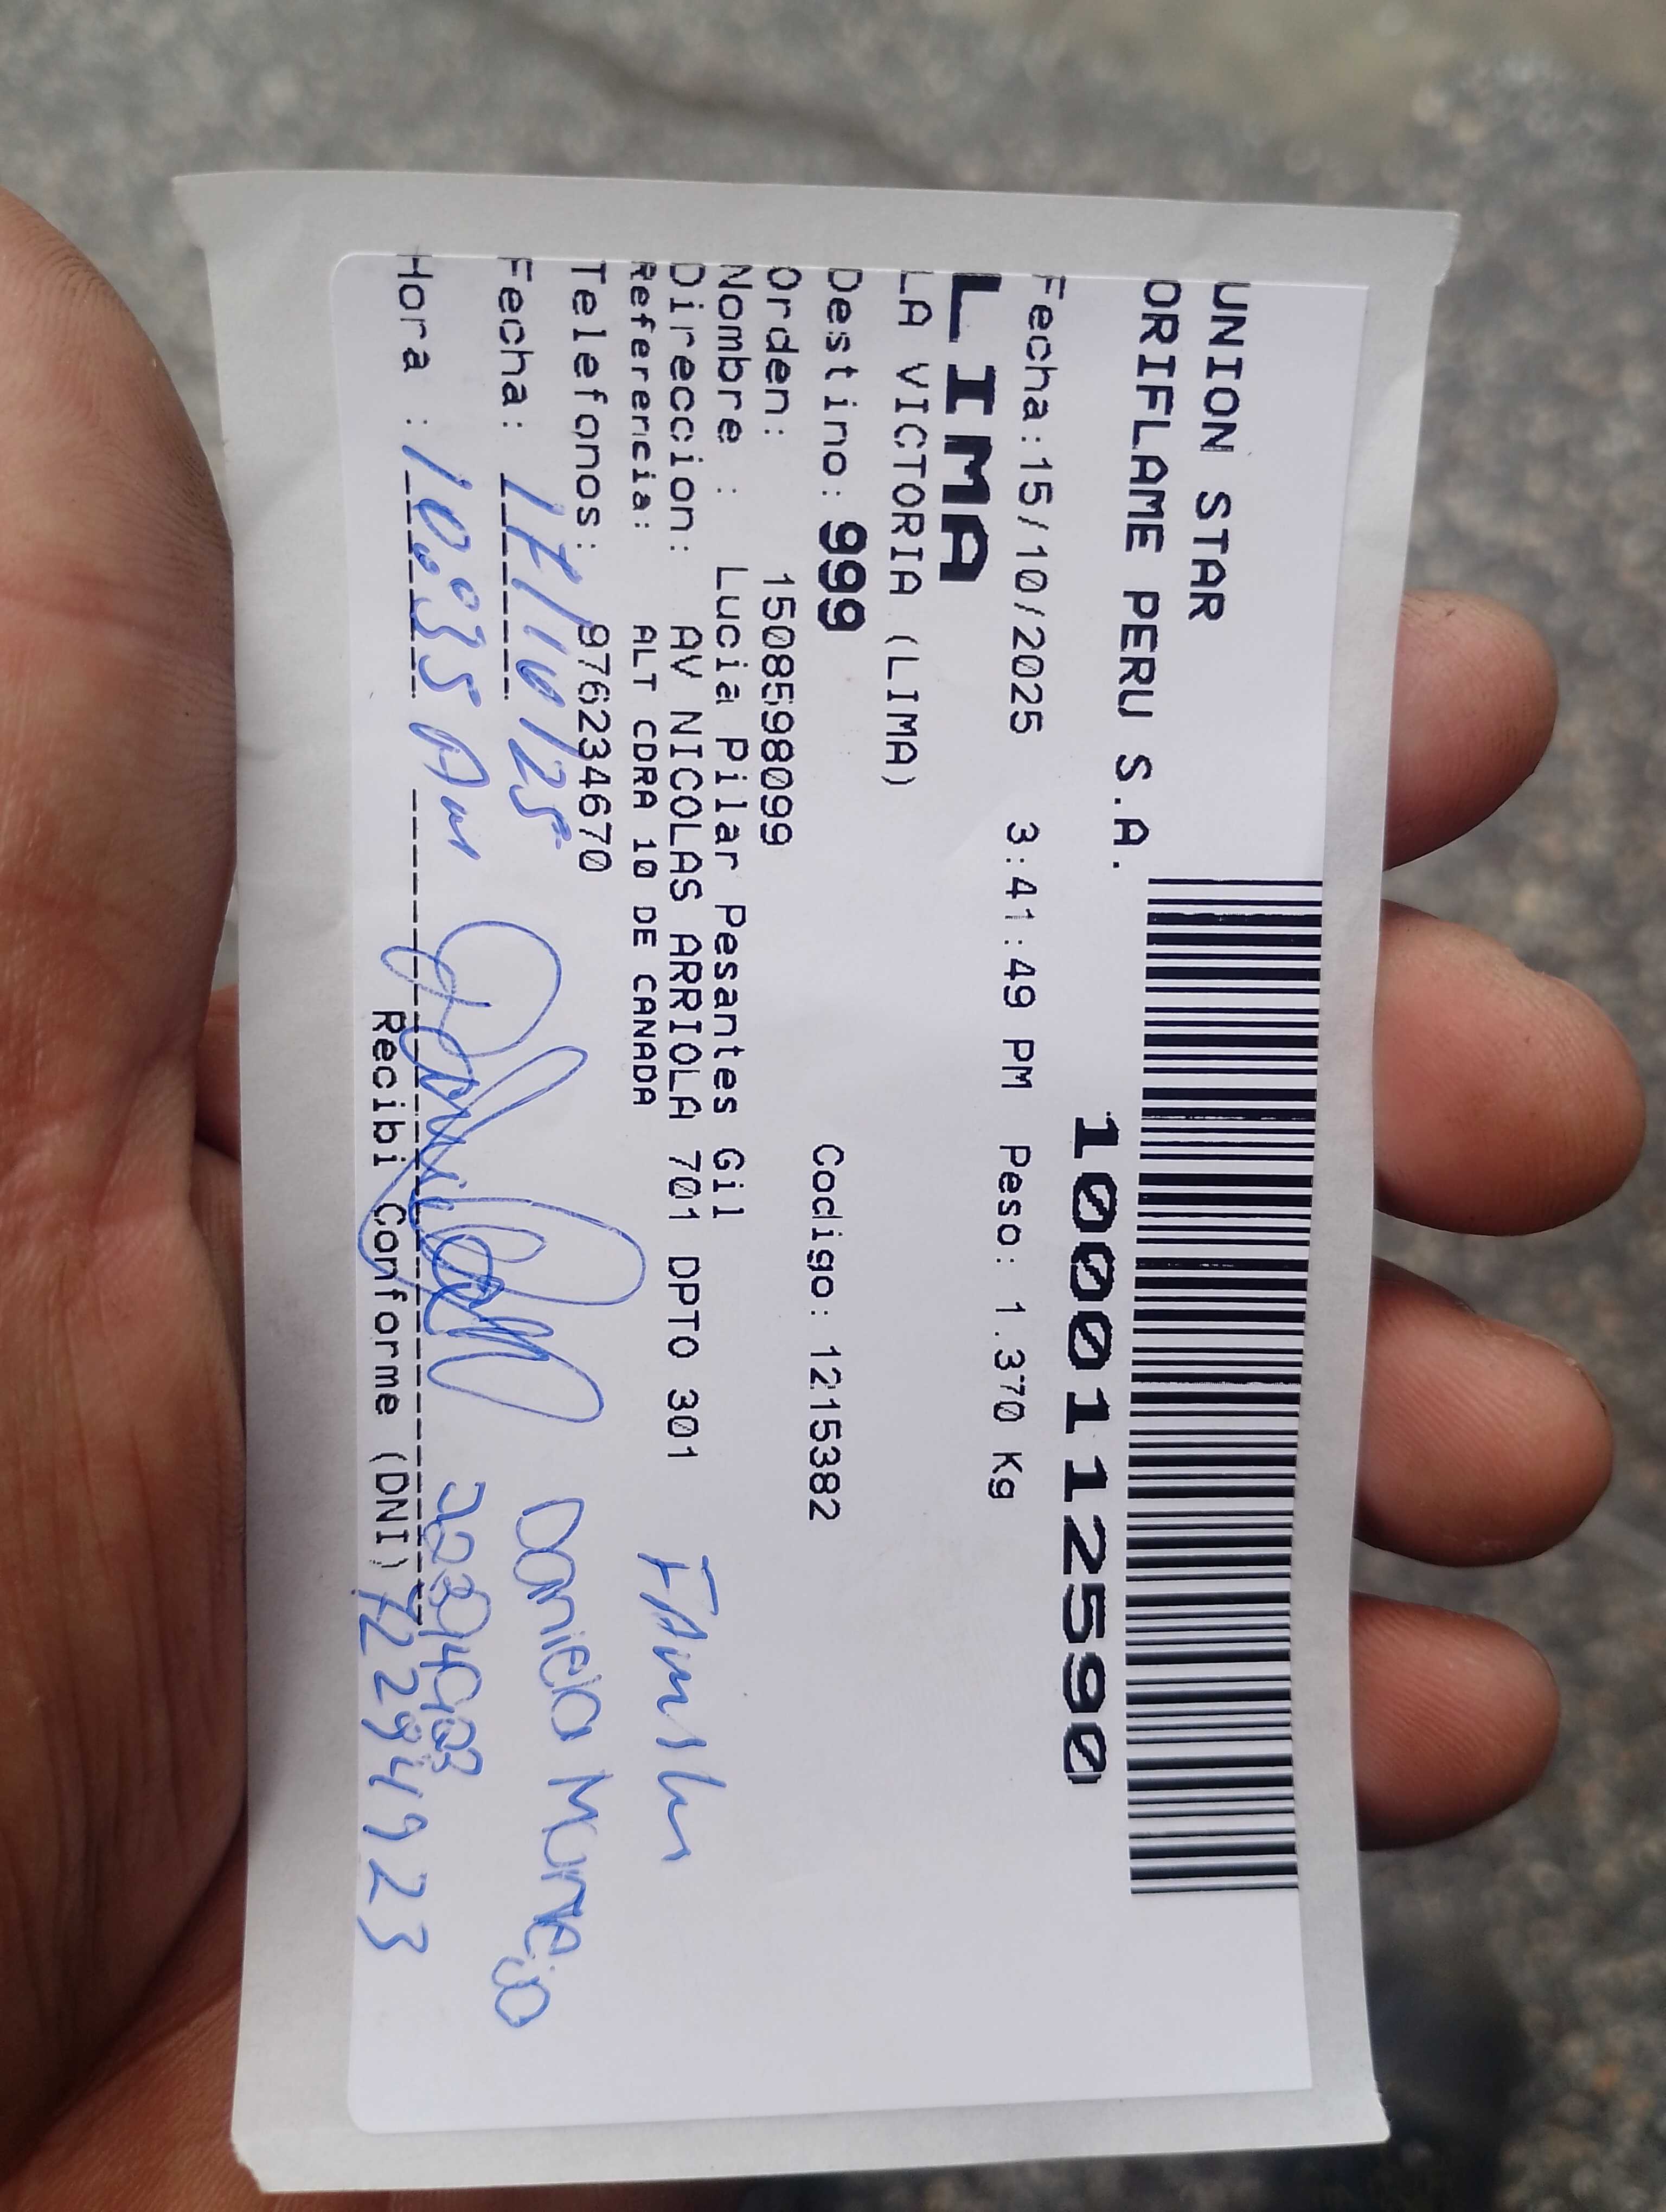 UNION STAR
ORIFLAME PERU S.A.
10001112590
Fecha:15/10/2025 3:41:49 PM Peso: 1.370 Kg
LIMA
LA VICTORIA (LIMA)
Destino: 999 Codigo: 1215382
Orden: 1508598099
Nombre : Lucia Pilar Pesantes Gil
Direccion: AV NICOLAS ARRIOLA 701 DPTO 301
Referencia: ALT CDRA 10 DE CANADA
Telefonos: 976234670
Fecha: 17/10/25 Daniela
Hora : 10:35 Am
Recibi Conforme (DNI) 72294923